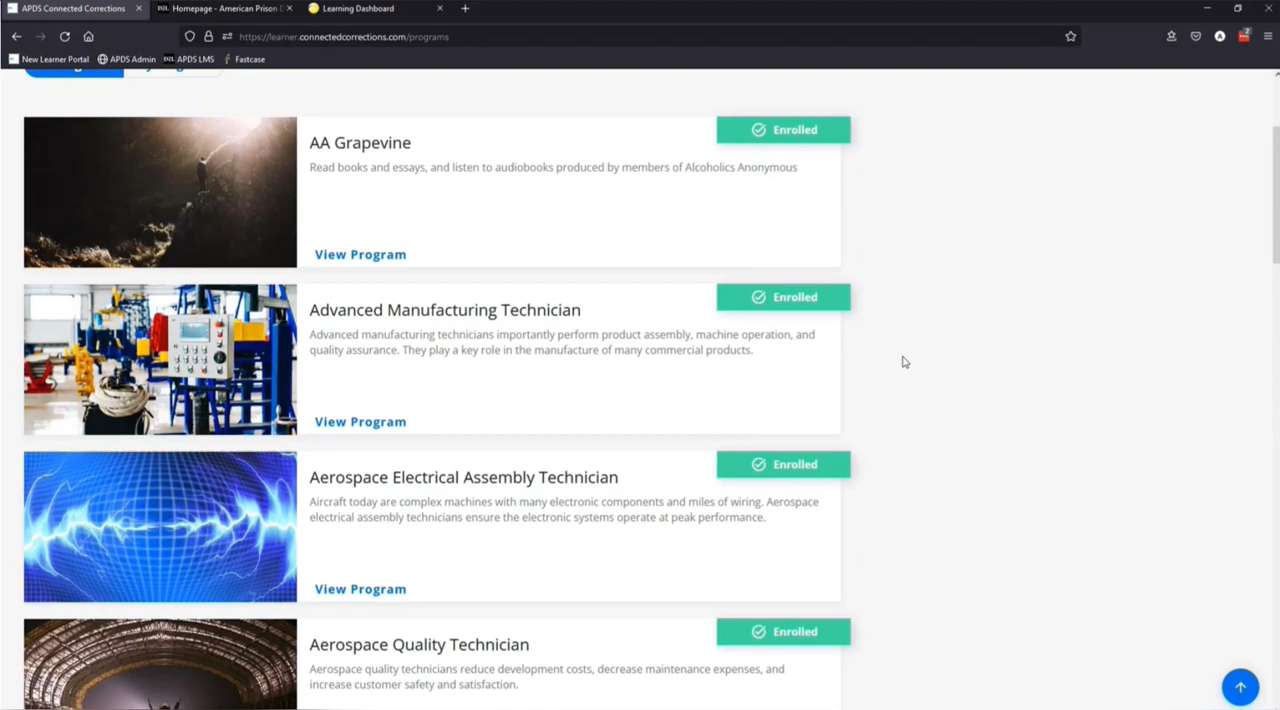 APDS Connected Corrections
Homepage - American Prison D
Learning Dashboard
https://learner.connectedcorrections.com/programs
2
New Learner Portal
APDS Admin
D2L APDS LMS
Fastcase
AA Grapevine
Enrolled
Read books and essays, and listen to audiobooks produced by members of Alcoholics Anonymous
View Program
Advanced Manufacturing Technician
Enrolled
Advanced manufacturing technicians importantly perform product assembly, machine operation, and
quality assurance. They play a key role in the manufacture of many commercial products.
View Program
Aerospace Electrical Assembly Technician
Enrolled
Aircraft today are complex machines with many electronic components and miles of wiring. Aerospace
electrical assembly technicians ensure the electronic systems operate at peak performance.
View Program
Aerospace Quality Technician
Enrolled
Aerospace quality technicians reduce development costs, decrease maintenance expenses, and
increase customer safety and satisfaction.